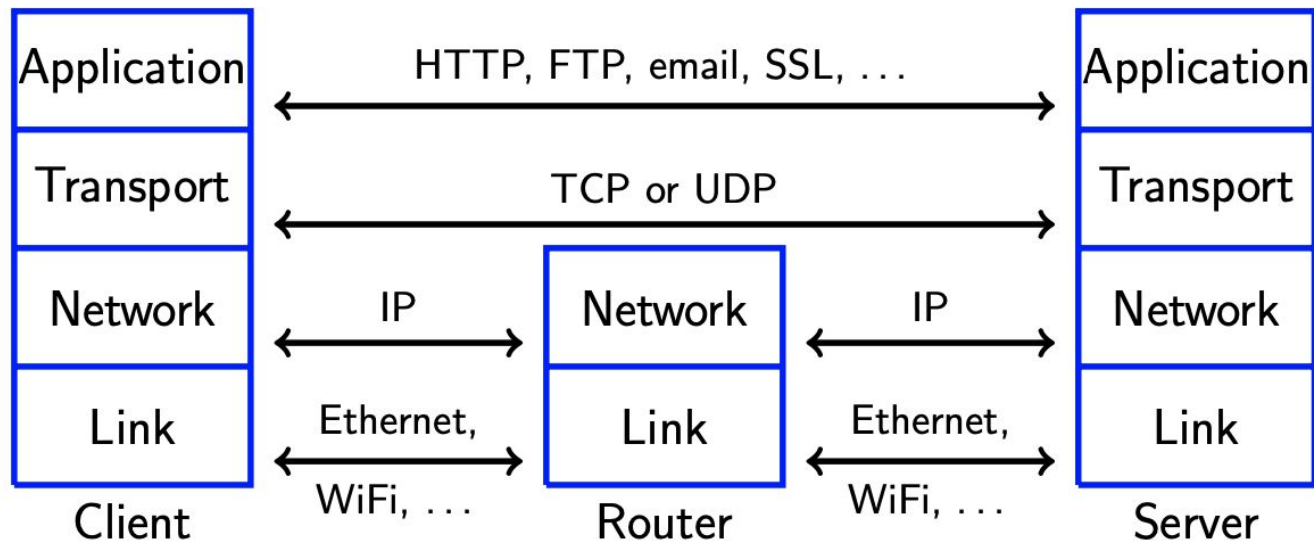 Application
HTTP, FTP, email, SSL, ...
Application
Transport
TCP or UDP
Transport
Network
IP
Network
IP
Network
Link
Ethernet,
WiFi, ...
Link
Ethernet,
WiFi, ...
Link
Client
Router
Server